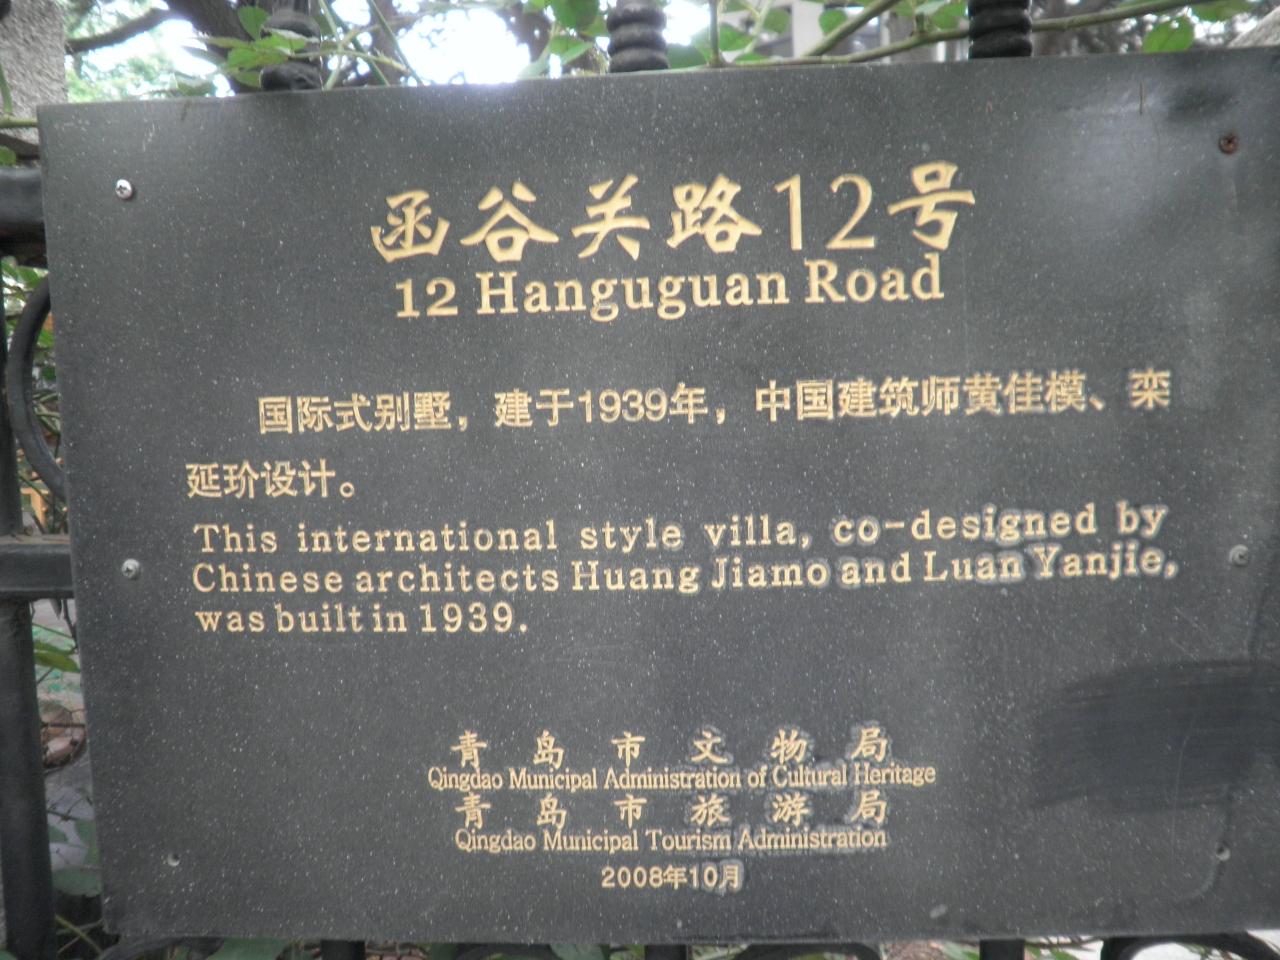 函谷关路12号
12 Hanguguan Road
国际式别墅，建于1939年，中国建筑师黄佳模、栾
延玠设计。
This international style villa, co-designed by
Chinese architects Huang Jiamo and Luan Yanjie,
was built in 1939.
青岛市文物局
Qingdao Municipal Administration of Cultural Heritage
青岛市旅游局
Qingdao Municipal Tourism Administration
2008年10月